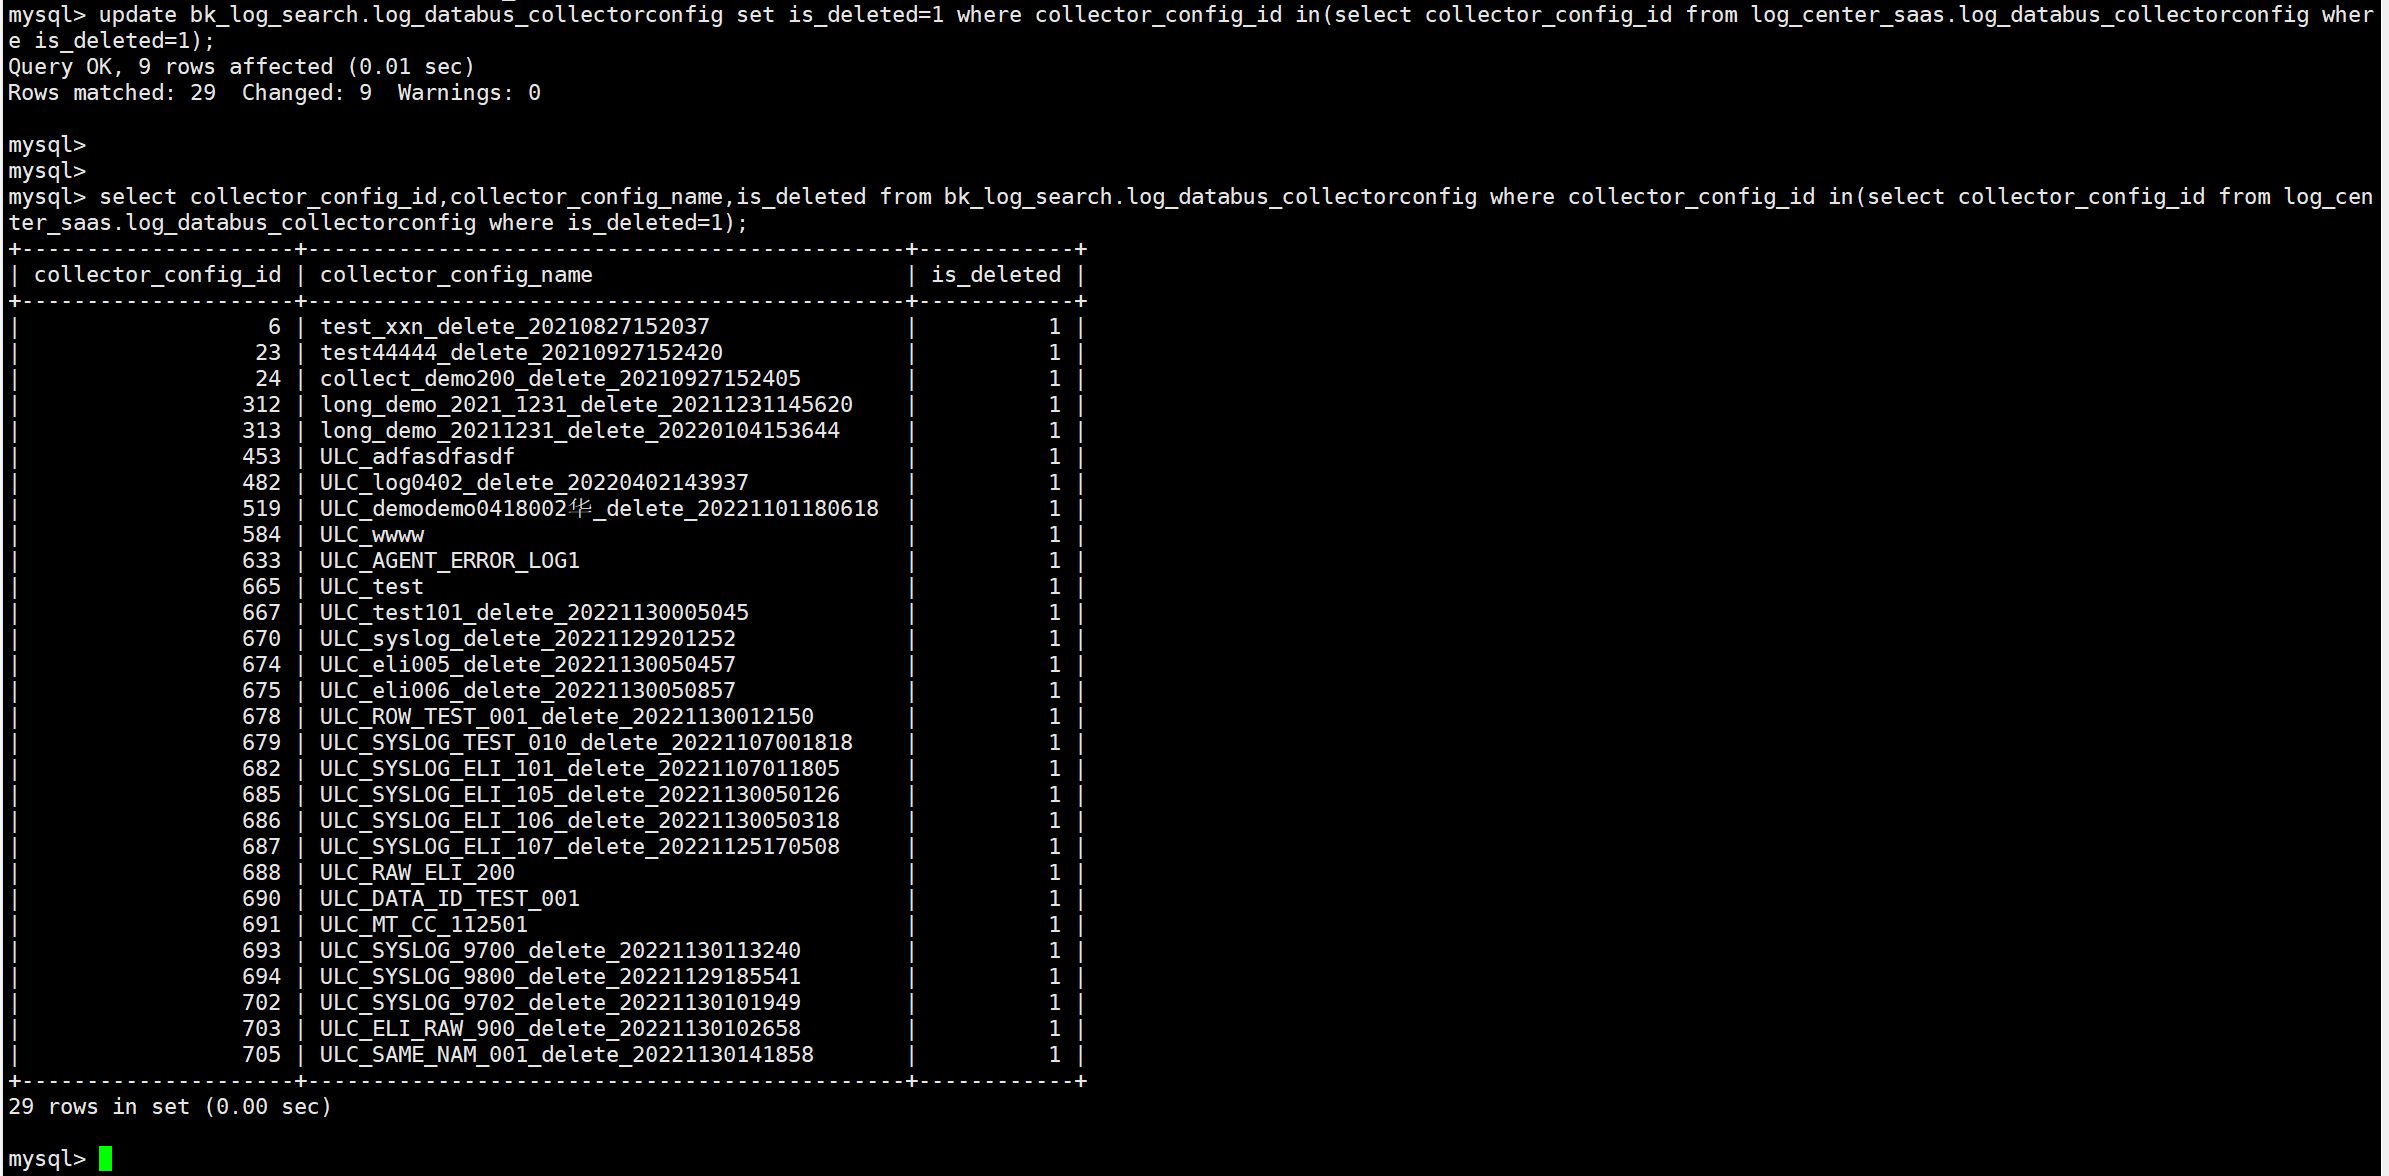 mysql> update bk_log_search.log_databus_collectorconfig set is_deleted=1 where collector_config_id in(select collector_config_id from log_center_saas.log_databus_collectorconfig wher
e is_deleted=1);
Query OK, 9 rows affected (0.01 sec)
Rows matched: 29  Changed: 9  Warnings: 0

mysql>
mysql>
mysql> select collector_config_id,collector_config_name,is_deleted from bk_log_search.log_databus_collectorconfig where collector_config_id in(select collector_config_id from log_cen
ter_saas.log_databus_collectorconfig where is_deleted=1);
+---------------------+----------------------------------------------+------------+
| collector_config_id | collector_config_name                        | is_deleted |
+---------------------+----------------------------------------------+------------+
|                   6 | test_xxn_delete_20210827152037               |          1 |
|                  23 | test44444_delete_20210927152420              |          1 |
|                  24 | collect_demo200_delete_20210927152405        |          1 |
|                 312 | long_demo_2021_1231_delete_20211231145620    |          1 |
|                 313 | long_demo_20211231_delete_20220104153644     |          1 |
|                 453 | ULC_adfasdfasdf                              |          1 |
|                 482 | ULC_log0402_delete_20220402143937            |          1 |
|                 519 | ULC_demodemo0418002华_delete_20221101180618  |          1 |
|                 584 | ULC_wwww                                     |          1 |
|                 633 | ULC_AGENT_ERROR_LOG1                         |          1 |
|                 665 | ULC_test                                     |          1 |
|                 667 | ULC_test101_delete_20221130005045            |          1 |
|                 670 | ULC_syslog_delete_20221129201252             |          1 |
|                 674 | ULC_eli005_delete_20221130050457             |          1 |
|                 675 | ULC_eli006_delete_20221130050857             |          1 |
|                 678 | ULC_ROW_TEST_001_delete_20221130012150       |          1 |
|                 679 | ULC_SYSLOG_TEST_010_delete_20221107001818    |          1 |
|                 682 | ULC_SYSLOG_ELI_101_delete_20221107011805     |          1 |
|                 685 | ULC_SYSLOG_ELI_105_delete_20221130050126     |          1 |
|                 686 | ULC_SYSLOG_ELI_106_delete_20221130050318     |          1 |
|                 687 | ULC_SYSLOG_ELI_107_delete_20221125170508     |          1 |
|                 688 | ULC_RAW_ELI_200                              |          1 |
|                 690 | ULC_DATA_ID_TEST_001                         |          1 |
|                 691 | ULC_MT_CC_112501                             |          1 |
|                 693 | ULC_SYSLOG_9700_delete_20221130113240        |          1 |
|                 694 | ULC_SYSLOG_9800_delete_20221129185541        |          1 |
|                 702 | ULC_SYSLOG_9702_delete_20221130101949        |          1 |
|                 703 | ULC_ELI_RAW_900_delete_20221130102658        |          1 |
|                 705 | ULC_SAME_NAM_001_delete_20221130141858       |          1 |
+---------------------+----------------------------------------------+------------+
29 rows in set (0.00 sec)

mysql>